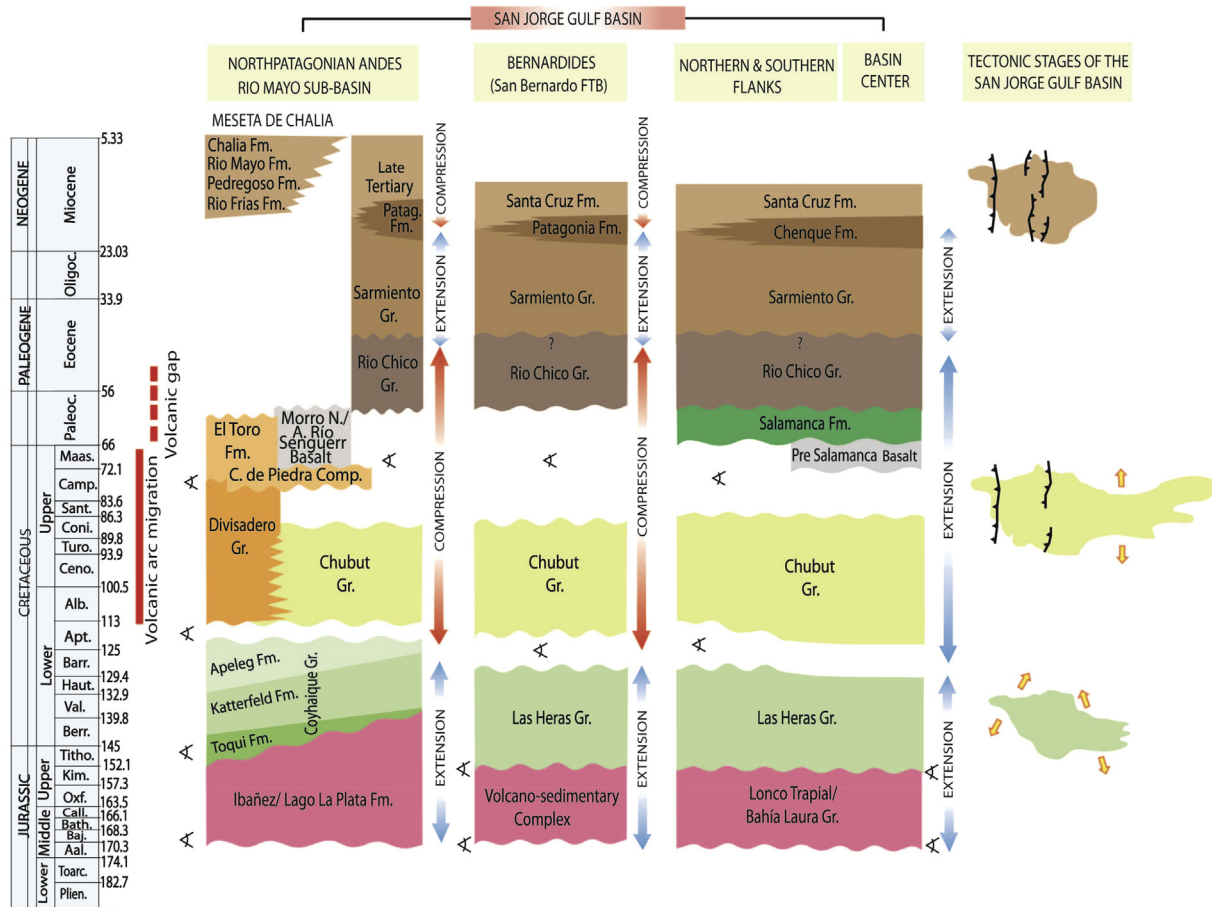 SAN JORGE GULF BASIN
NORTHPATAGONIAN ANDES
RIO MAYO SUB-BASIN
BERNARDIDES
(San Bernardo FTB)
NORTHERN & SOUTHERN
FLANKS
BASIN
CENTER
TECTONIC STAGES OF THE
SAN JORGE GULF BASIN
NEOGENE
PALEOGENE
CRETACEOUS
JURASSIC
Upper
Lower
Upper
Middle
Lower
Miocene
Oligoc.
Eocene
Paleoc.
Maas.
Camp.
Sant.
Coni.
Turo.
Ceno.
Alb.
Apt.
Barr.
Haut.
Val.
Berr.
Titho.
Kim.
Oxf.
Call.
Bath.
Baj.
Aal.
Toarc.
Plien.
5.33
23.03
33.9
56
66
72.1
83.6
86.3
89.8
93.9
100.5
113
125
129.4
132.9
139.8
145
152.1
157.3
163.5
166.1
168.3
170.3
174.1
182.7
Volcanic gap
Volcanic arc migration
MESETA DE CHALIA
Chalia Fm.
Rio Mayo Fm.
Pedregoso Fm.
Rio Frias Fm.
Late
Tertiary
Patag.
Fm.
Sarmiento
Gr.
Rio Chico
Gr.
El Toro
Fm.
Morro N./
A. Río
Senguerr
Basalt
C. de Piedra Comp.
Divisadero
Gr.
Chubut
Gr.
Apeleg Fm.
Katterfeld Fm.
Toqui Fm.
Coyhaique Gr.
Ibañez/ Lago La Plata Fm.
COMPRESSION
EXTENSION
COMPRESSION
EXTENSION
Santa Cruz Fm.
Patagonia Fm.
Sarmiento Gr.
?
Rio Chico Gr.
Chubut
Gr.
Las Heras Gr.
Volcano-sedimentary
Complex
COMPRESSION
EXTENSION
COMPRESSION
EXTENSION
Santa Cruz Fm.
Chenque Fm.
Sarmiento Gr.
?
Rio Chico Gr.
Salamanca Fm.
Pre Salamanca Basalt
Chubut
Gr.
Las Heras Gr.
Lonco Trapial/
Bahía Laura Gr.
EXTENSION
EXTENSION
EXTENSION